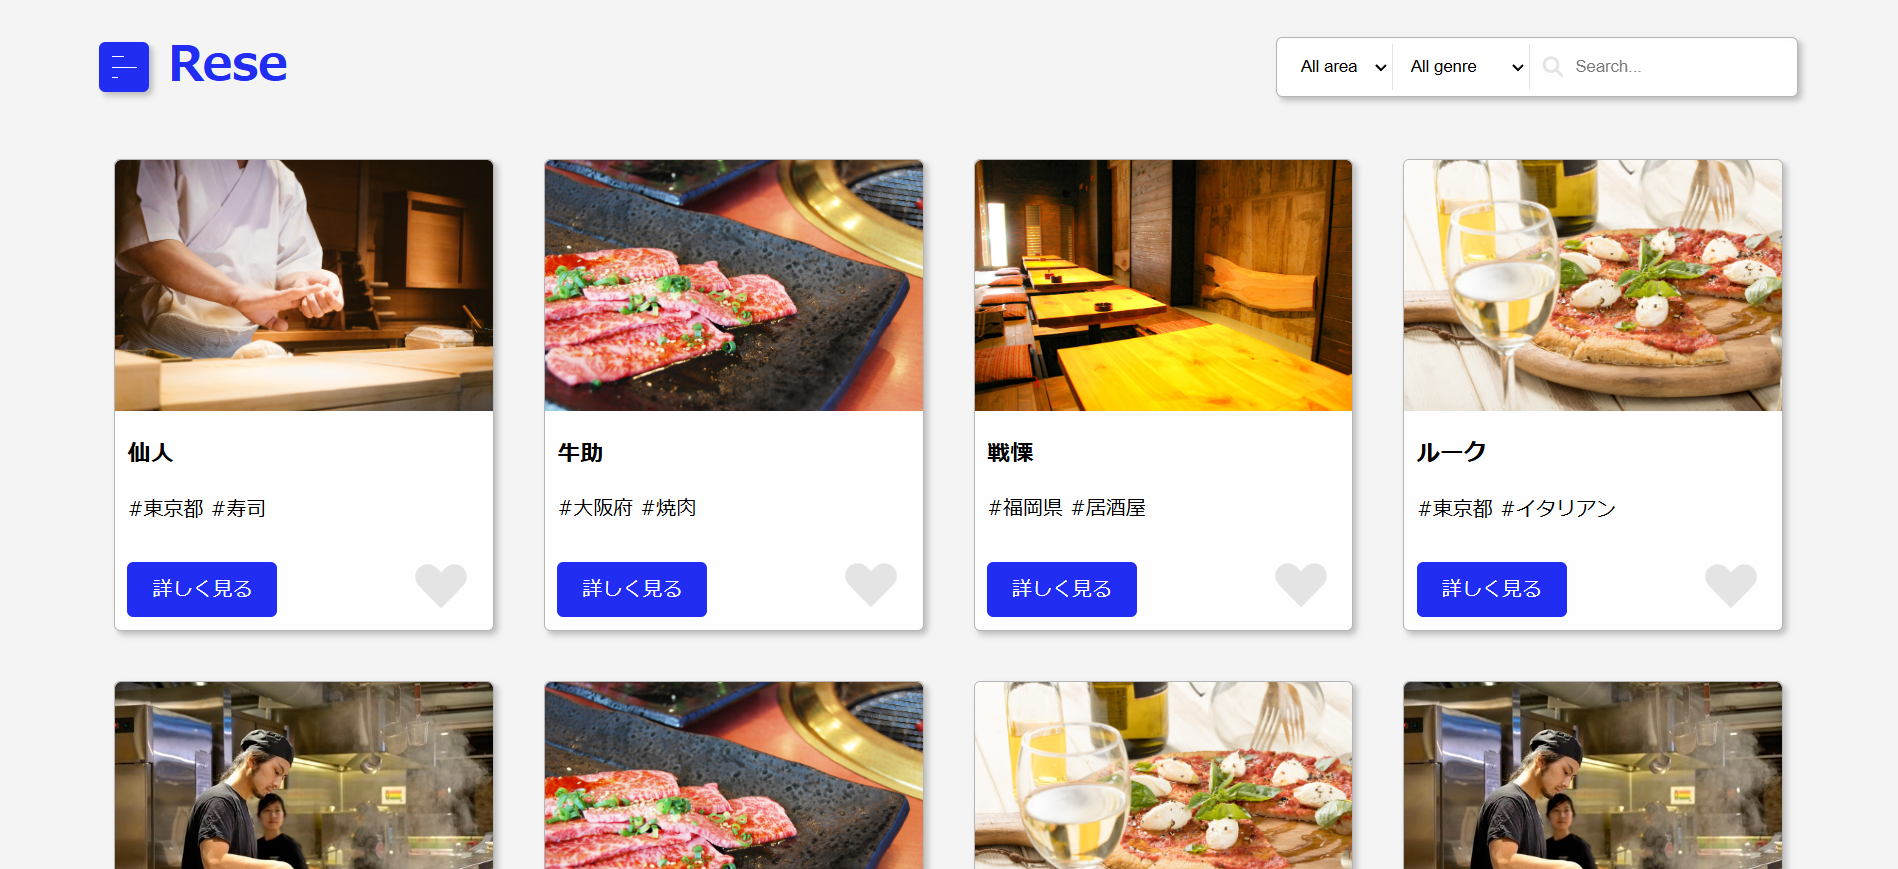 Rese
All area
All genre
Search...
仙人
#東京都 #寿司
詳しく見る
牛助
#大阪府 #焼肉
詳しく見る
戦慄
#福岡県 #居酒屋
詳しく見る
ルーク
#東京都 #イタリアン
詳しく見る